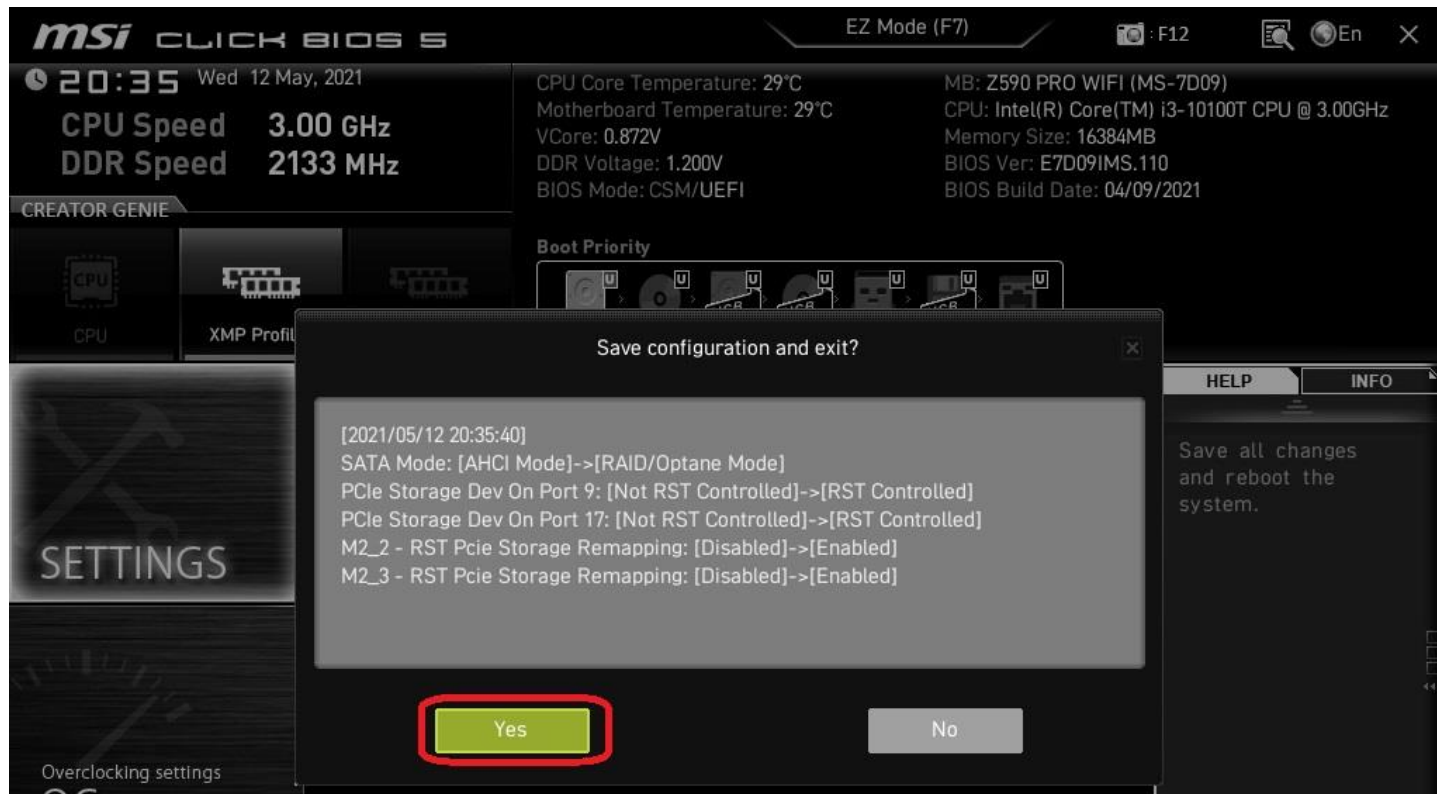 msi CLICK BIOS 5
EZ Mode (F7)
: F12
En
20:35 Wed 12 May, 2021
CPU Speed 3.00 GHz
DDR Speed 2133 MHz
CPU Core Temperature: 29°C
Motherboard Temperature: 29°C
VCore: 0.872V
DDR Voltage: 1.200V
BIOS Mode: CSM/UEFI
MB: Z590 PRO WIFI (MS-7D09)
CPU: Intel(R) Core(TM) i3-10100T CPU @ 3.00GHz
Memory Size: 16384MB
BIOS Ver: E7D09IMS.110
BIOS Build Date: 04/09/2021
CREATOR GENIE
CPU
CPU
XMP Profil
Boot Priority
U U U U U U U
Save configuration and exit?
[2021/05/12 20:35:40]
SATA Mode: [AHCI Mode]->[RAID/Optane Mode]
PCIe Storage Dev On Port 9: [Not RST Controlled]->[RST Controlled]
PCIe Storage Dev On Port 17: [Not RST Controlled]->[RST Controlled]
M2_2 - RST Pcie Storage Remapping: [Disabled]->[Enabled]
M2_3 - RST Pcie Storage Remapping: [Disabled]->[Enabled]
Yes
No
HELP
INFO
Save all changes
and reboot the
system.
SETTINGS
Overclocking settings